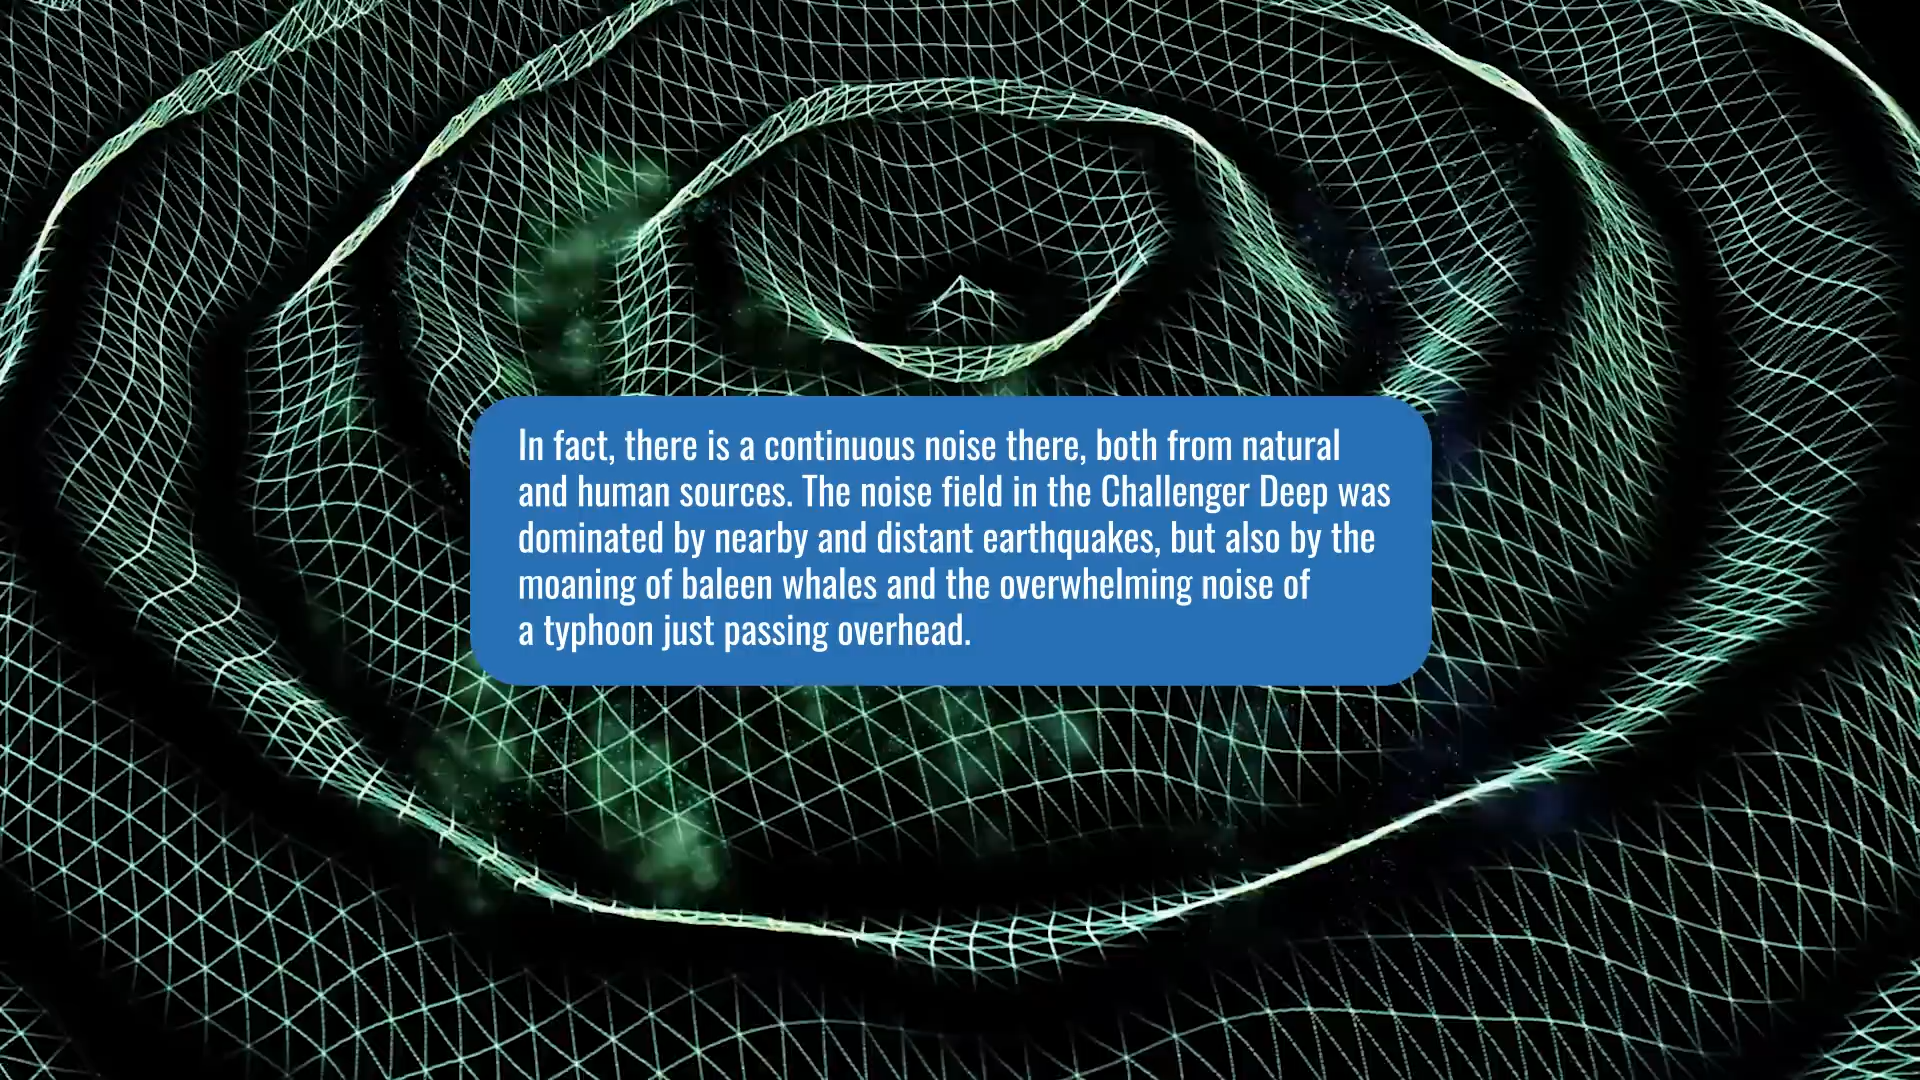 In fact, there is a continuous noise there, both from natural
and human sources. The noise field in the Challenger Deep was
dominated by nearby and distant earthquakes, but also by the
moaning of baleen whales and the overwhelming noise of
a typhoon just passing overhead.